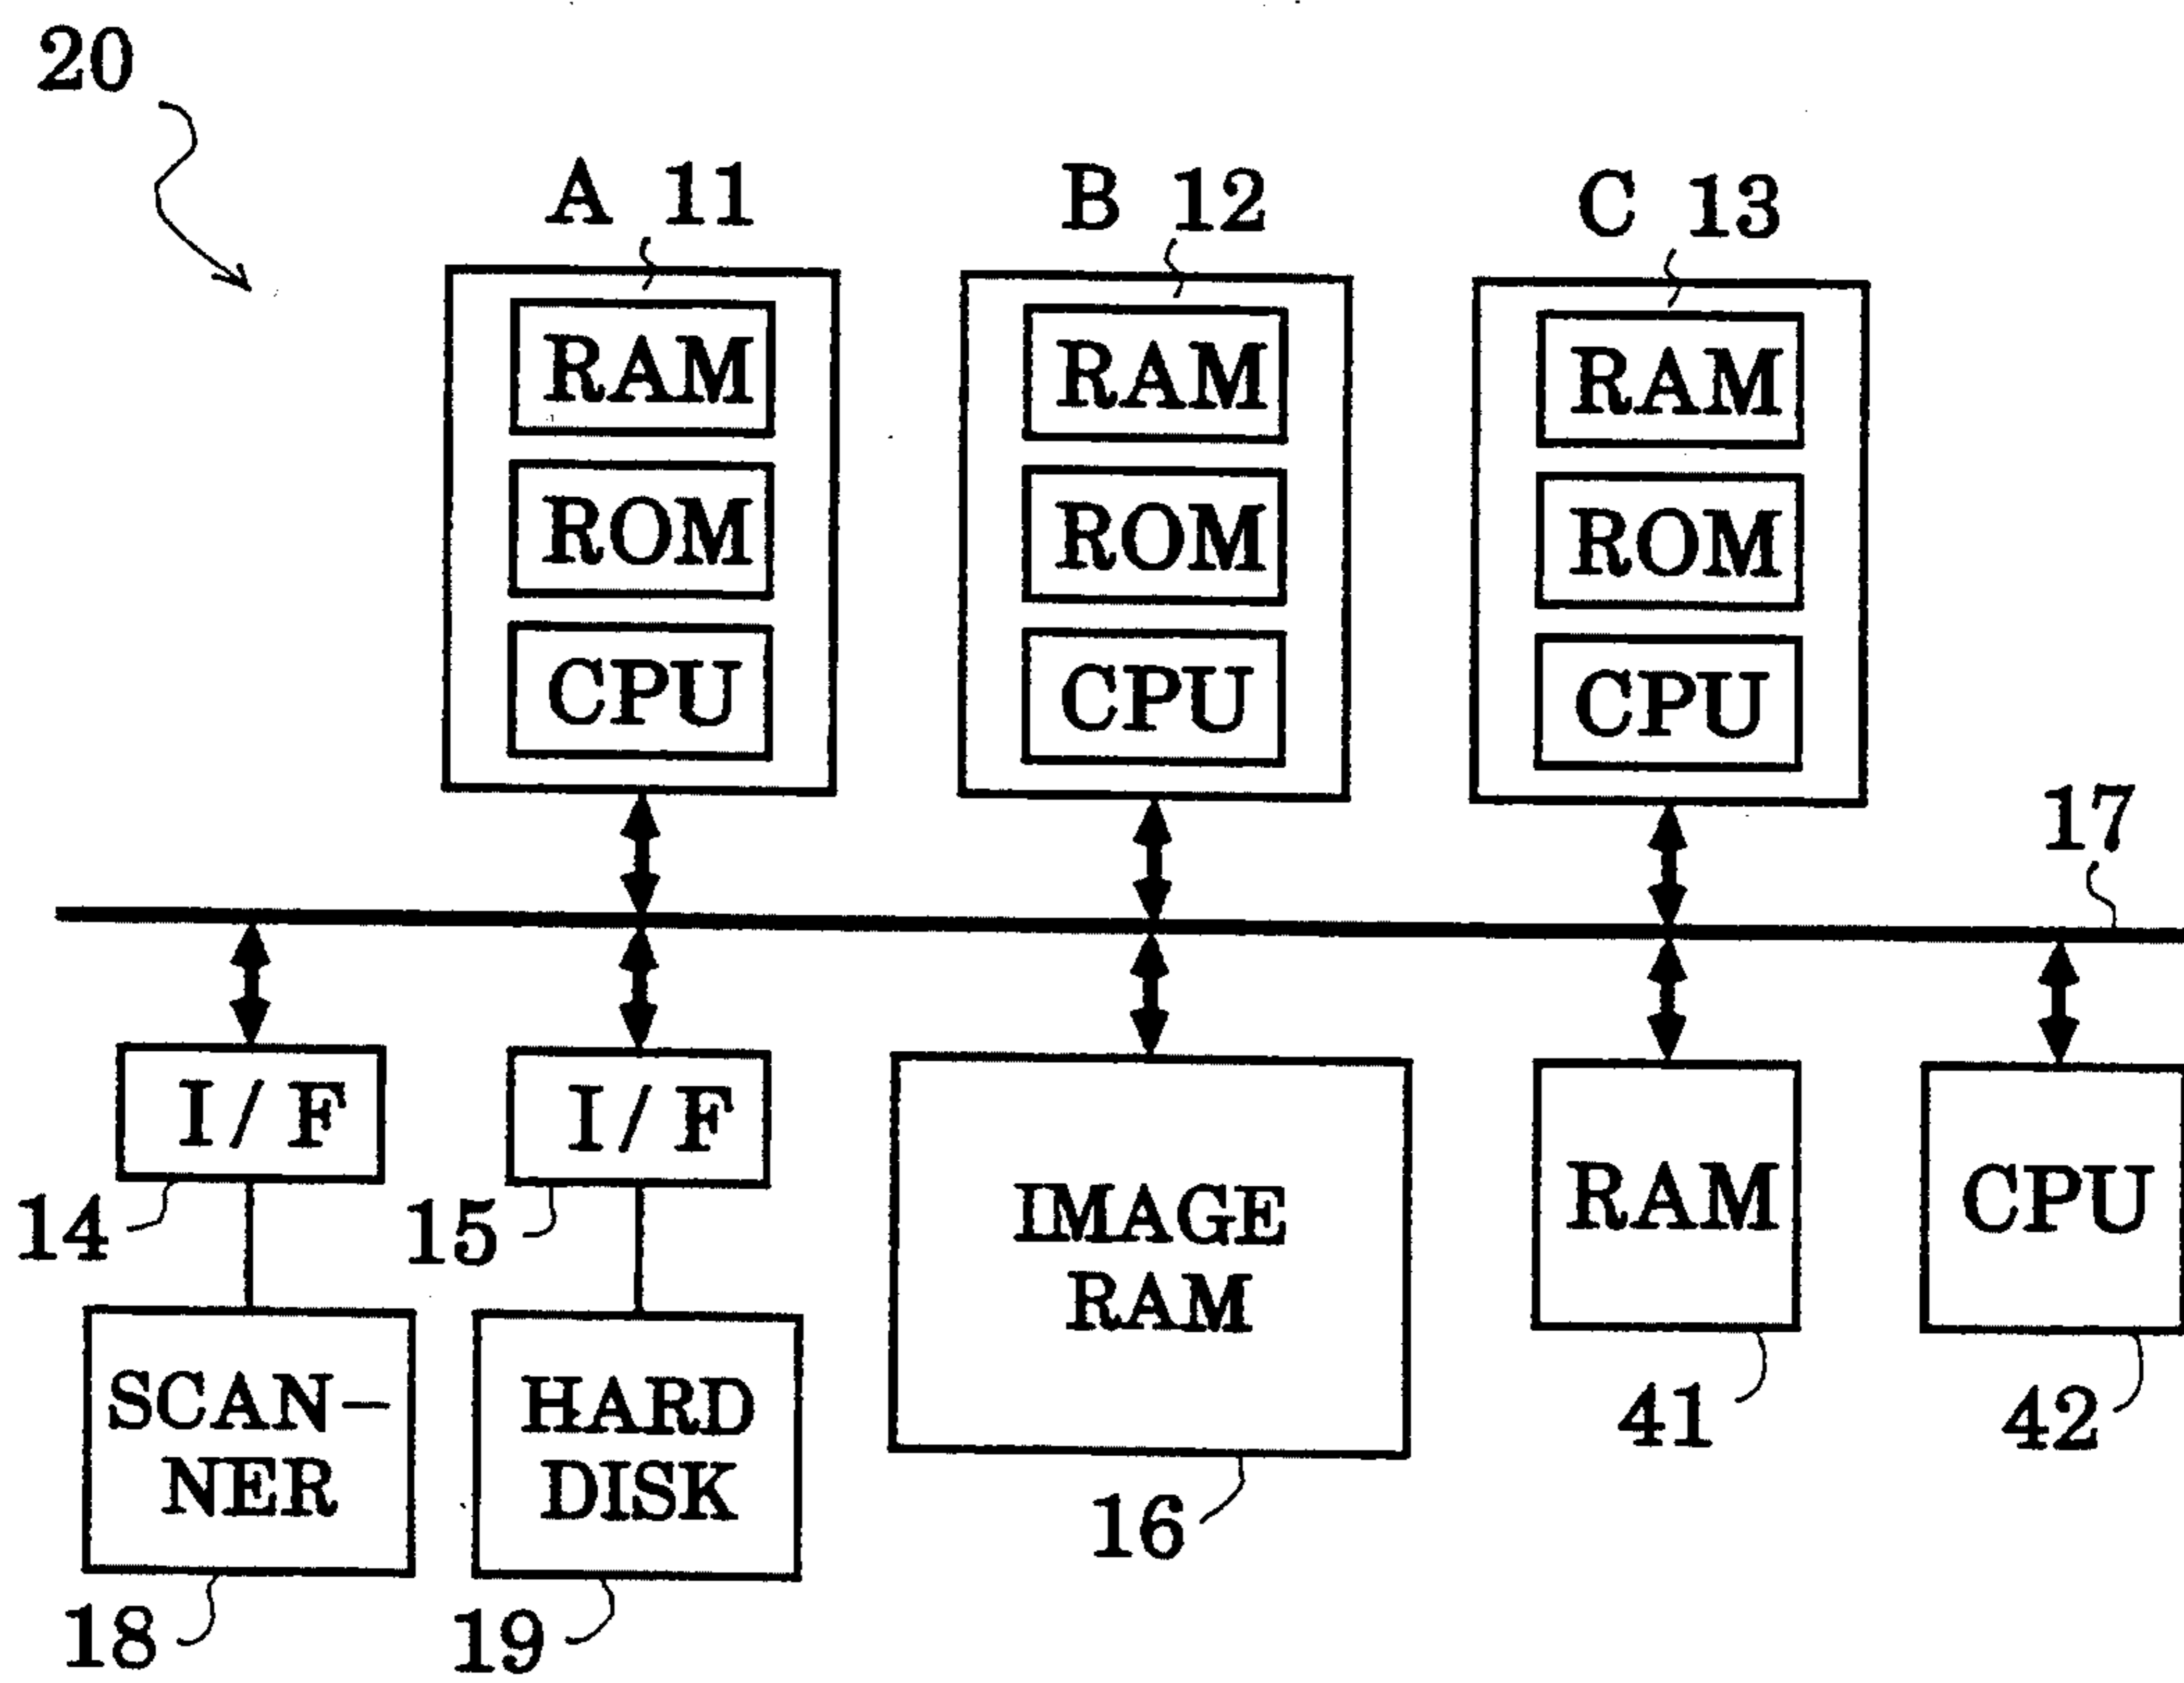 20
A 11
B 12
C 13
RAM
ROM
CPU
RAM
ROM
CPU
RAM
ROM
CPU
17
I/F
14
I/F
15
IMAGE
RAM
16
RAM
41
CPU
42
SCAN-
NER
18
HARD
DISK
19